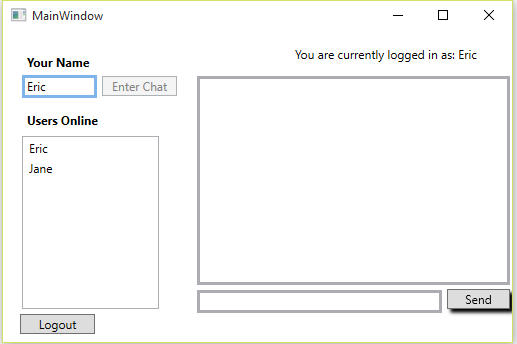 MainWindow
You are currently logged in as: Eric
Your Name
Eric
Enter Chat
Users Online
Eric
Jane
Send
Logout